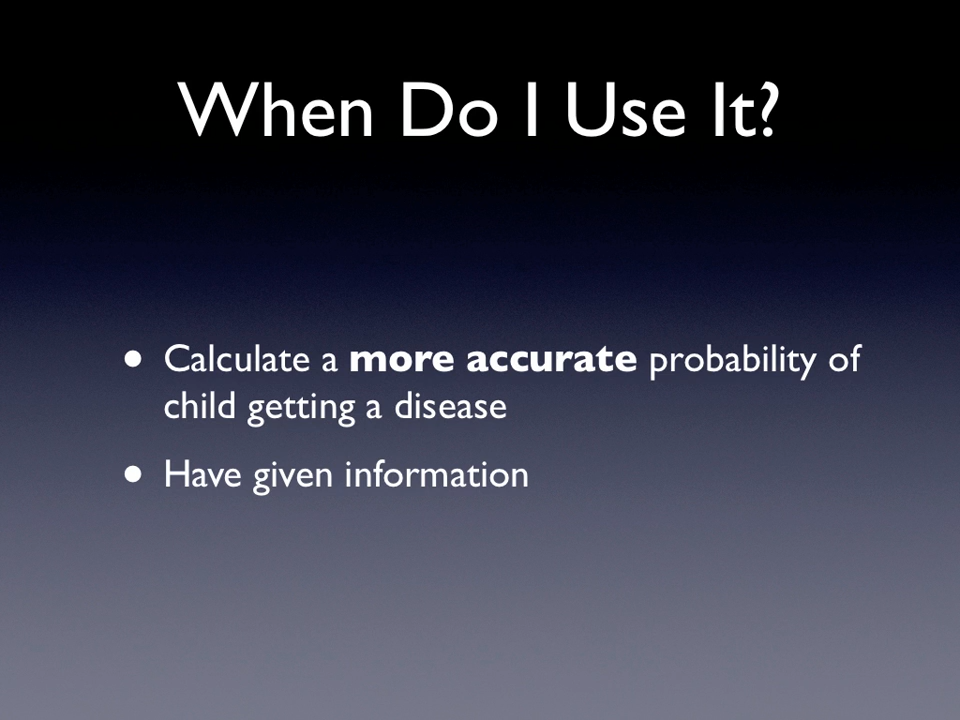 When Do I Use It?
• Calculate a more accurate probability of
child getting a disease
• Have given information